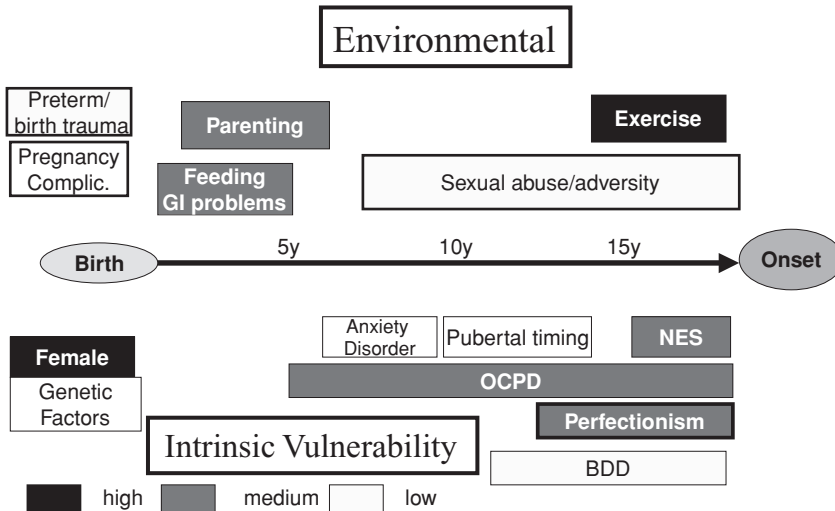 Environmental
Preterm/
birth trauma
Parenting
Exercise
Pregnancy
Complic.
Feeding
GI problems
Sexual abuse/adversity
5y
10y
15y
Birth
Onset
Anxiety
Disorder
Pubertal timing
NES
Female
OCPD
Genetic
Factors
Perfectionism
Intrinsic Vulnerability
BDD
high
medium
low